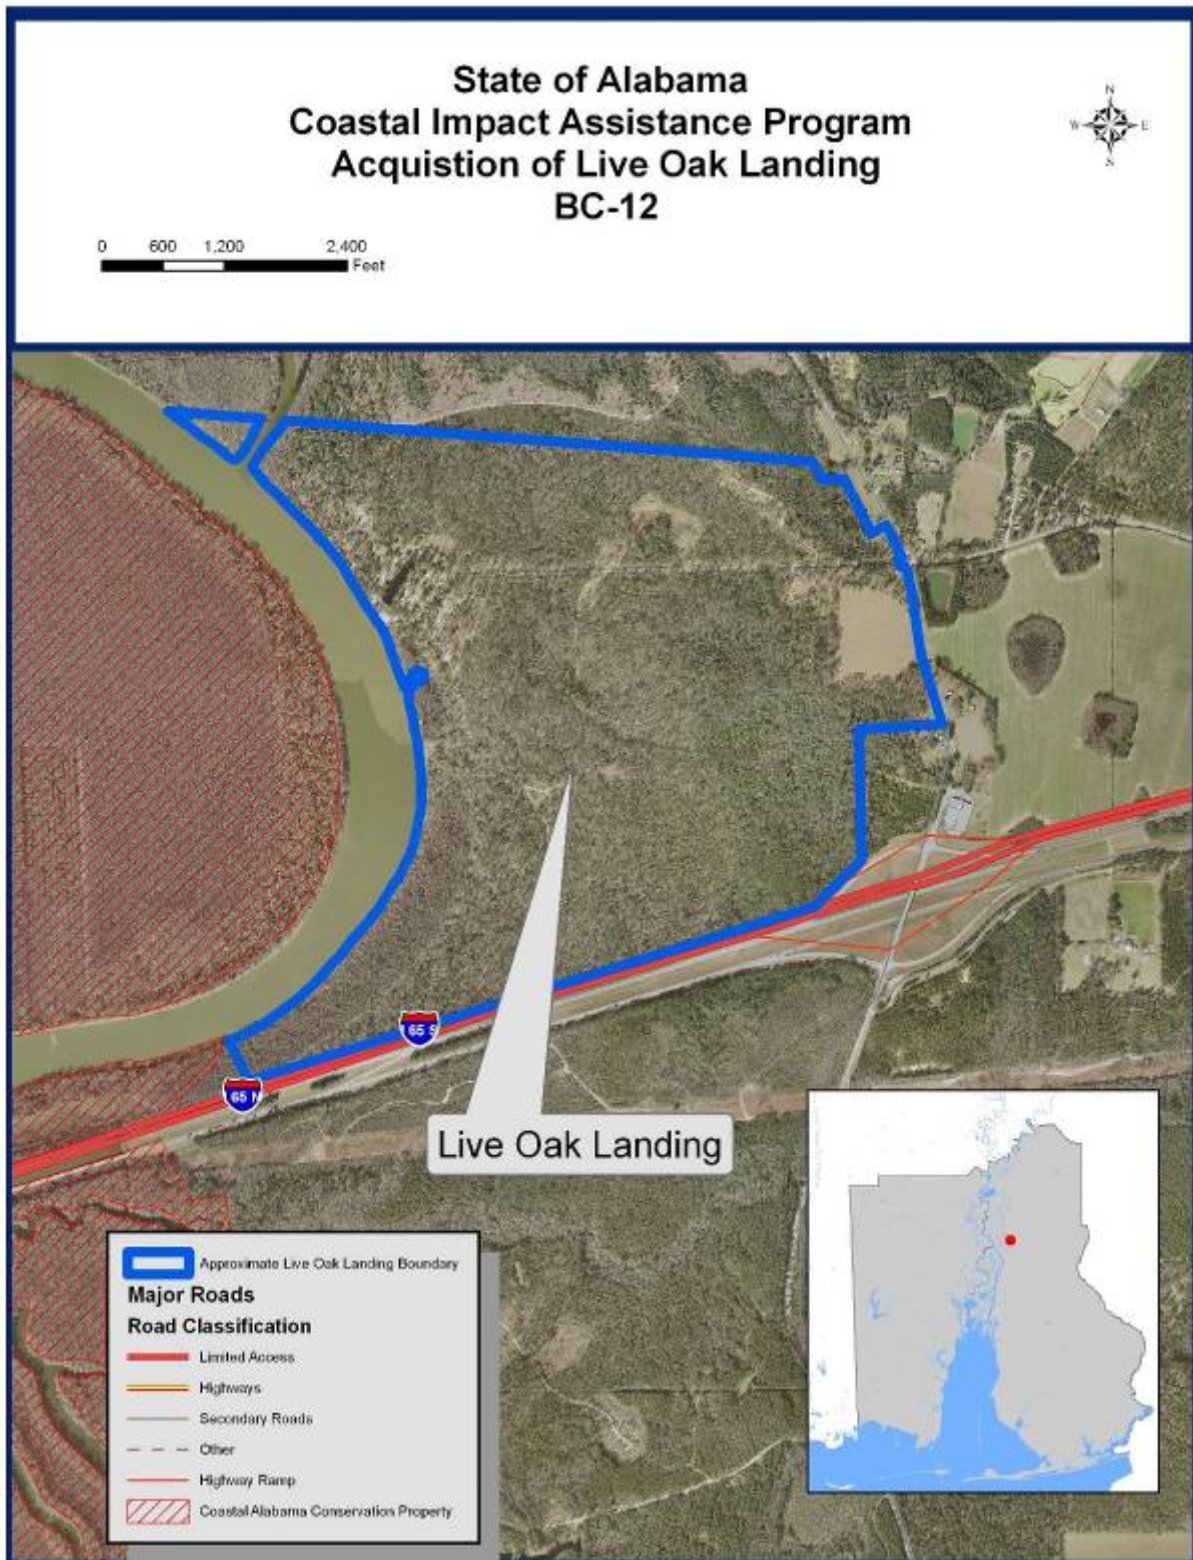 State of Alabama
Coastal Impact Assistance Program
Acquistion of Live Oak Landing
BC-12
N
W E
S
0 600 1,200 2,400
Feet
65 S
65 N
Live Oak Landing
Approximate Live Oak Landing Boundary
Major Roads
Road Classification
Limited Access
Highways
Secondary Roads
Other
Highway Ramp
Coastal Alabama Conservation Property